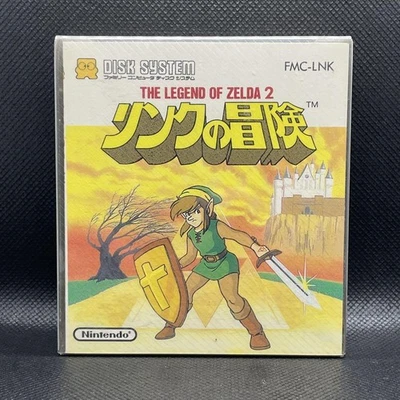 DISK SYSTEM
ファミリー コンピュータ ディスク システム
FMC-LNK
THE LEGEND OF ZELDA 2
リンクの冒険™
Nintendo